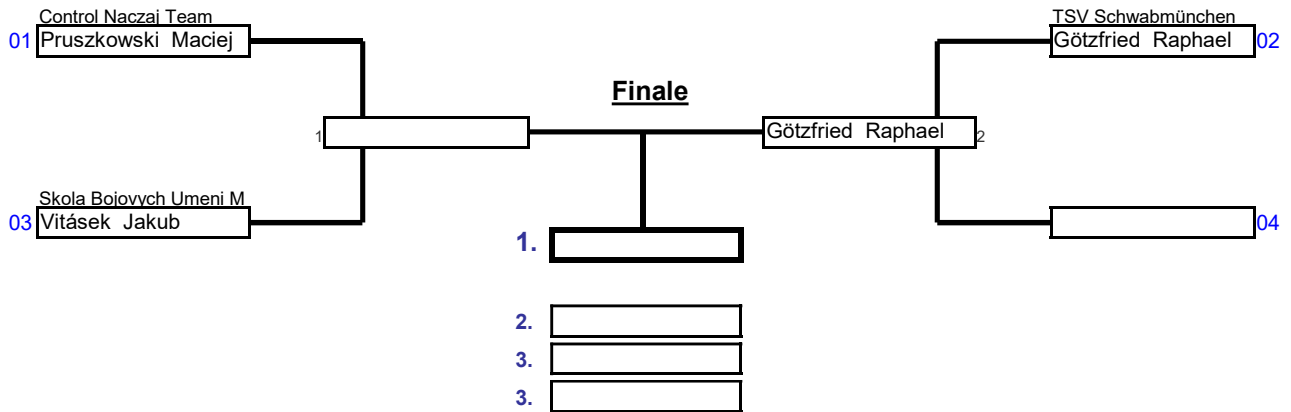 Control Naczaj Team
01 Pruszkowski Maciej
TSV Schwabmünchen
Götzfried Raphael 02
Finale
1
Götzfried Raphael 2
Skola Bojovych Umeni M
03 Vitásek Jakub
04
1.
2.
3.
3.